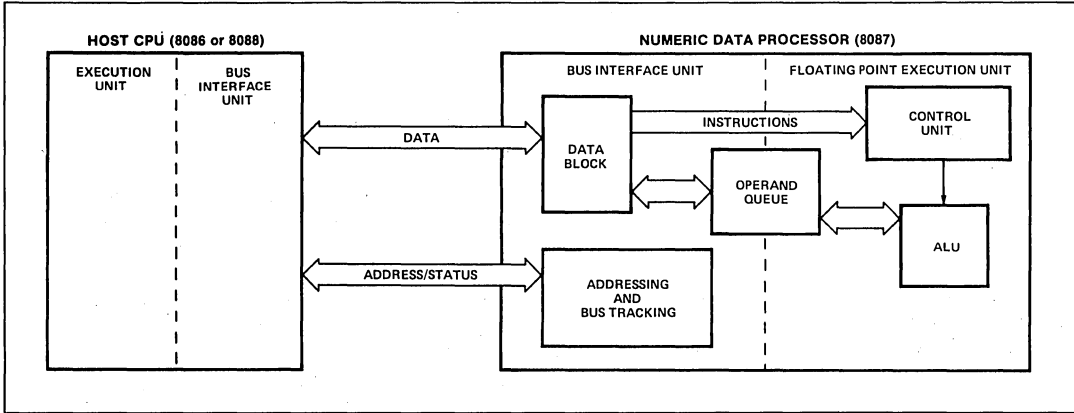 HOST CPU (8086 or 8088)
EXECUTION
UNIT
BUS
INTERFACE
UNIT
DATA
ADDRESS/STATUS
NUMERIC DATA PROCESSOR (8087)
BUS INTERFACE UNIT
FLOATING POINT EXECUTION UNIT
DATA
BLOCK
INSTRUCTIONS
CONTROL
UNIT
OPERAND
QUEUE
ALU
ADDRESSING
AND
BUS TRACKING